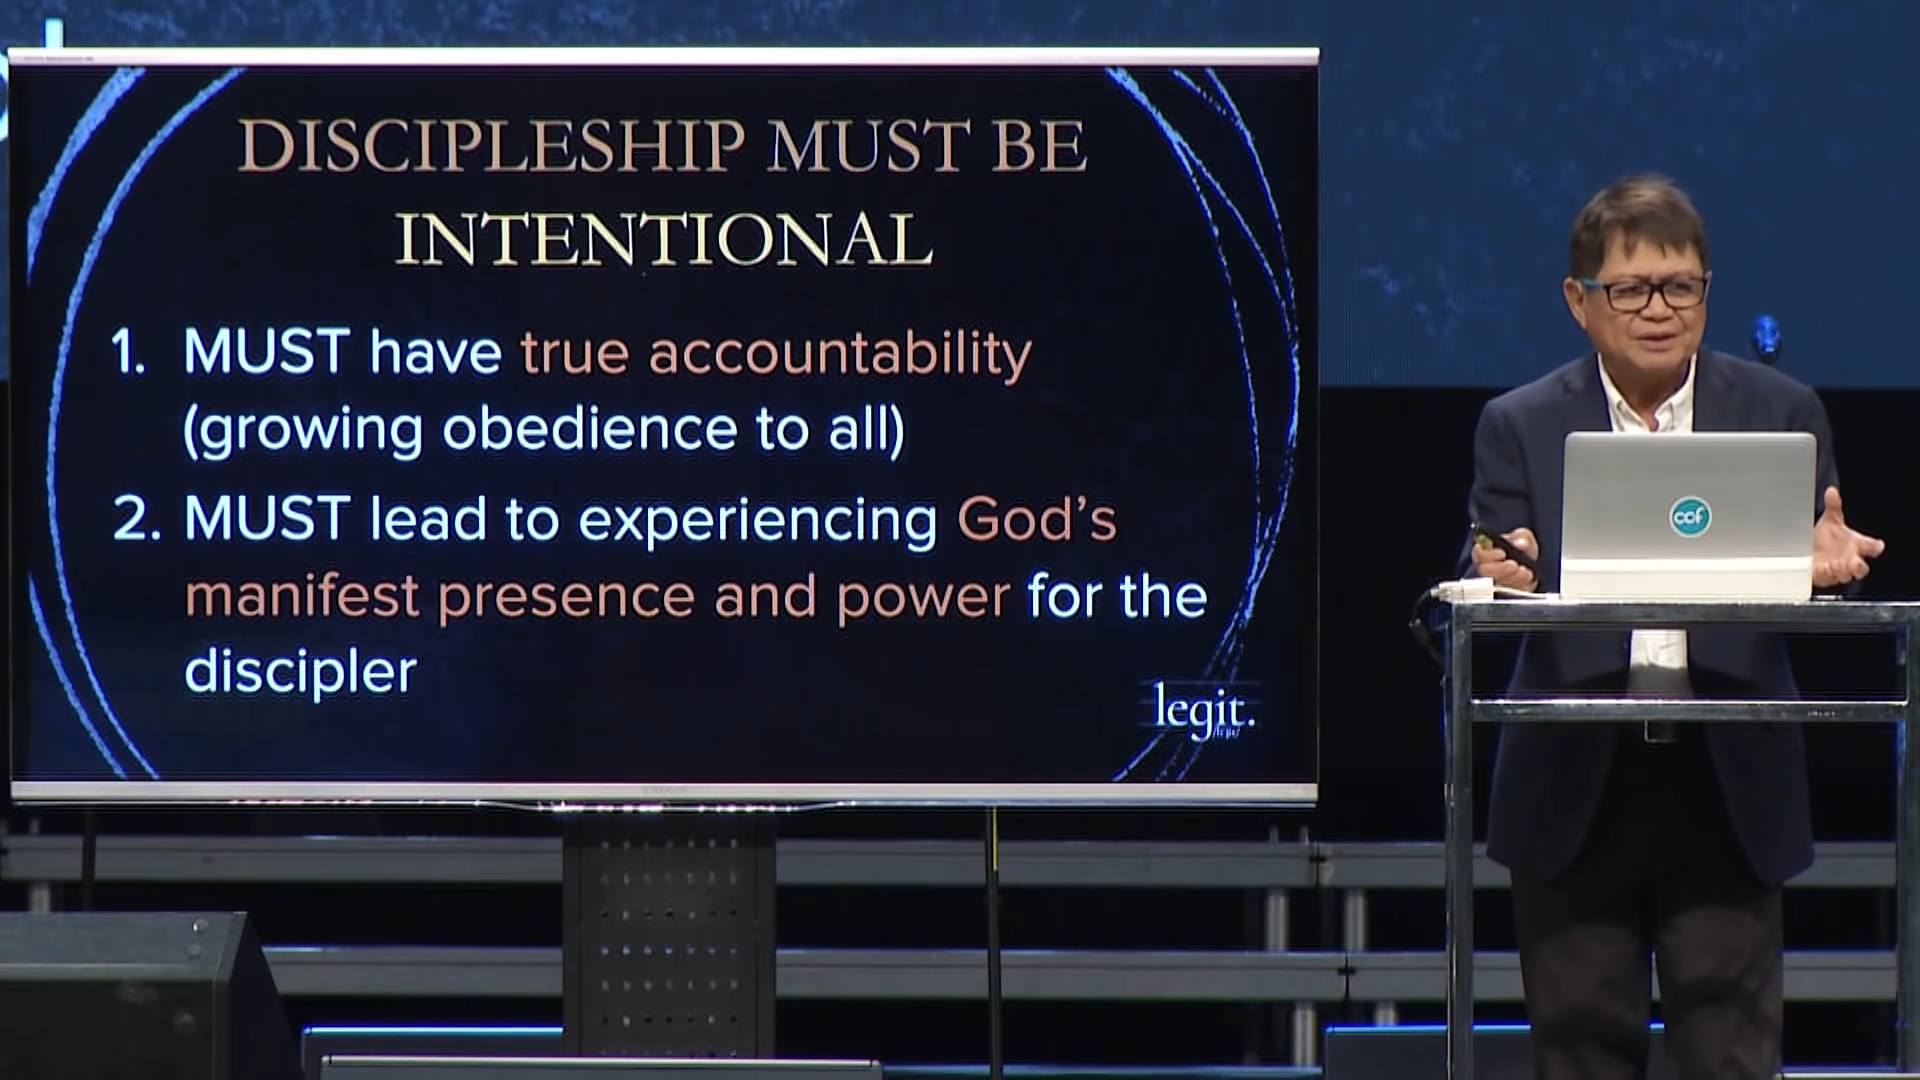 DISCIPLESHIP MUST BE
INTENTIONAL
1. MUST have true accountability
(growing obedience to all)
2. MUST lead to experiencing God's
manifest presence and power for the
discipler
legit.
ccf